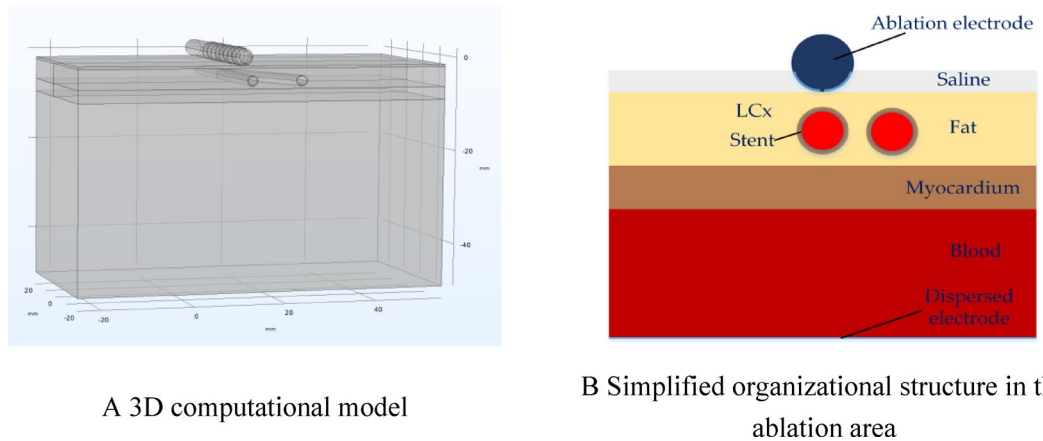 0
-20
mm
-40
20
0
mm
-20
-20
0
20
40
mm
Ablation electrode
Saline
LCx
Fat
Stent
Myocardium
Blood
Dispersed
electrode
A 3D computational model
B Simplified organizational structure in
ablation area